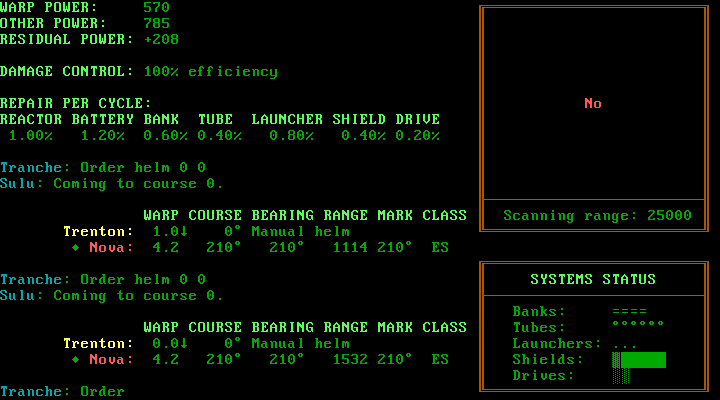 WARP POWER: 570
OTHER POWER: 785
RESIDUAL POWER: +208
DAMAGE CONTROL: 100% efficiency
REPAIR PER CYCLE:
REACTOR BATTERY BANK TUBE LAUNCHER SHIELD DRIVE
1.00% 1.20% 0.60% 0.40% 0.80% 0.40% 0.20%
Tranche: Order helm 0 0
Sulu: Coming to course 0.
WARP COURSE BEARING RANGE MARK CLASS
Trenton: 1.0↓ 0° Manual helm
♦ Nova: 4.2 210° 210° 1114 210° ES
Tranche: Order helm 0 0
Sulu: Coming to course 0.
WARP COURSE BEARING RANGE MARK CLASS
Trenton: 0.0↓ 0° Manual helm
♦ Nova: 4.2 210° 210° 1532 210° ES
Tranche: Order
No
Scanning range: 25000
SYSTEMS STATUS
Banks: ====
Tubes: °°°°°°
Launchers: ...
Shields:
Drives: